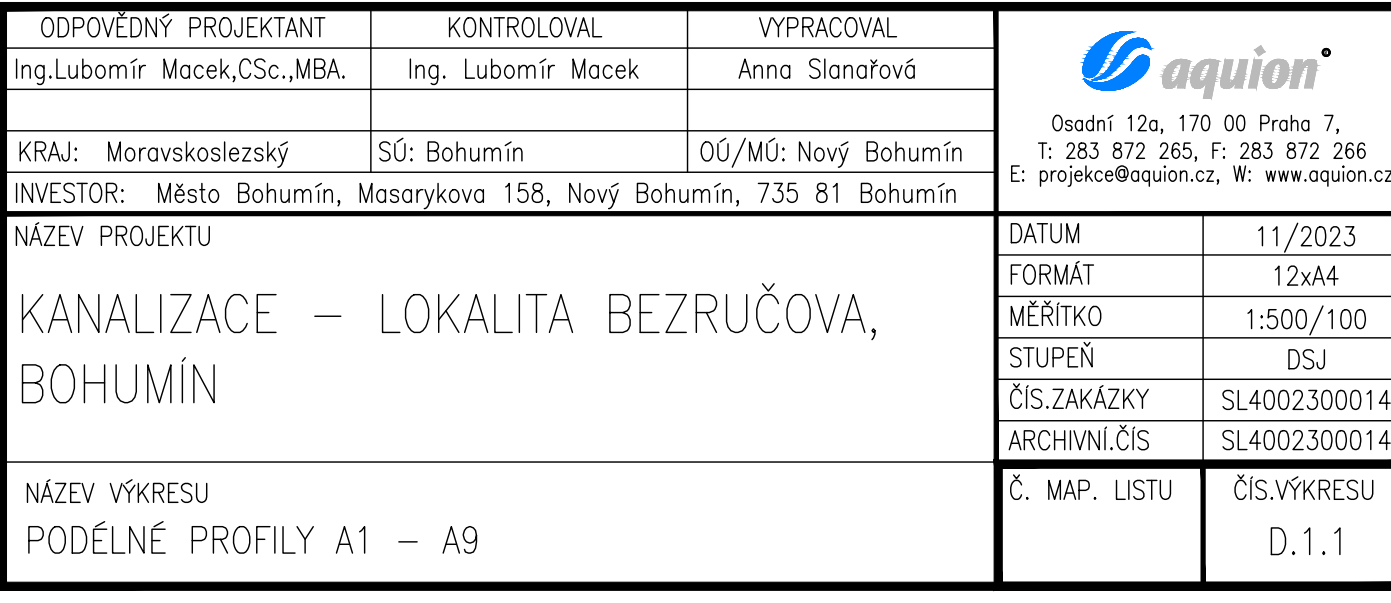 ODPOVĚDNÝ PROJEKTANT KONTROLOVAL VYPRACOVAL
Ing.Lubomír Macek,CSc.,MBA. Ing. Lubomír Macek Anna Slanařová
KRAJ: Moravskoslezský SÚ: Bohumín OÚ/MÚ: Nový Bohumín
INVESTOR: Město Bohumín, Masarykova 158, Nový Bohumín, 735 81 Bohumín
aquion
Osadní 12a, 170 00 Praha 7,
T: 283 872 265, F: 283 872 266
E: projekce@aquion.cz, W: www.aquion.cz
NÁZEV PROJEKTU
KANALIZACE – LOKALITA BEZRUČOVA,
BOHUMÍN
DATUM 11/2023
FORMÁT 12xA4
MĚŘÍTKO 1:500/100
STUPEŇ DSJ
ČÍS.ZAKÁZKY SL4002300014
ARCHIVNÍ.ČÍS SL4002300014
NÁZEV VÝKRESU
PODÉLNÉ PROFILY A1 – A9
Č. MAP. LISTU ČÍS.VÝKRESU
D.1.1